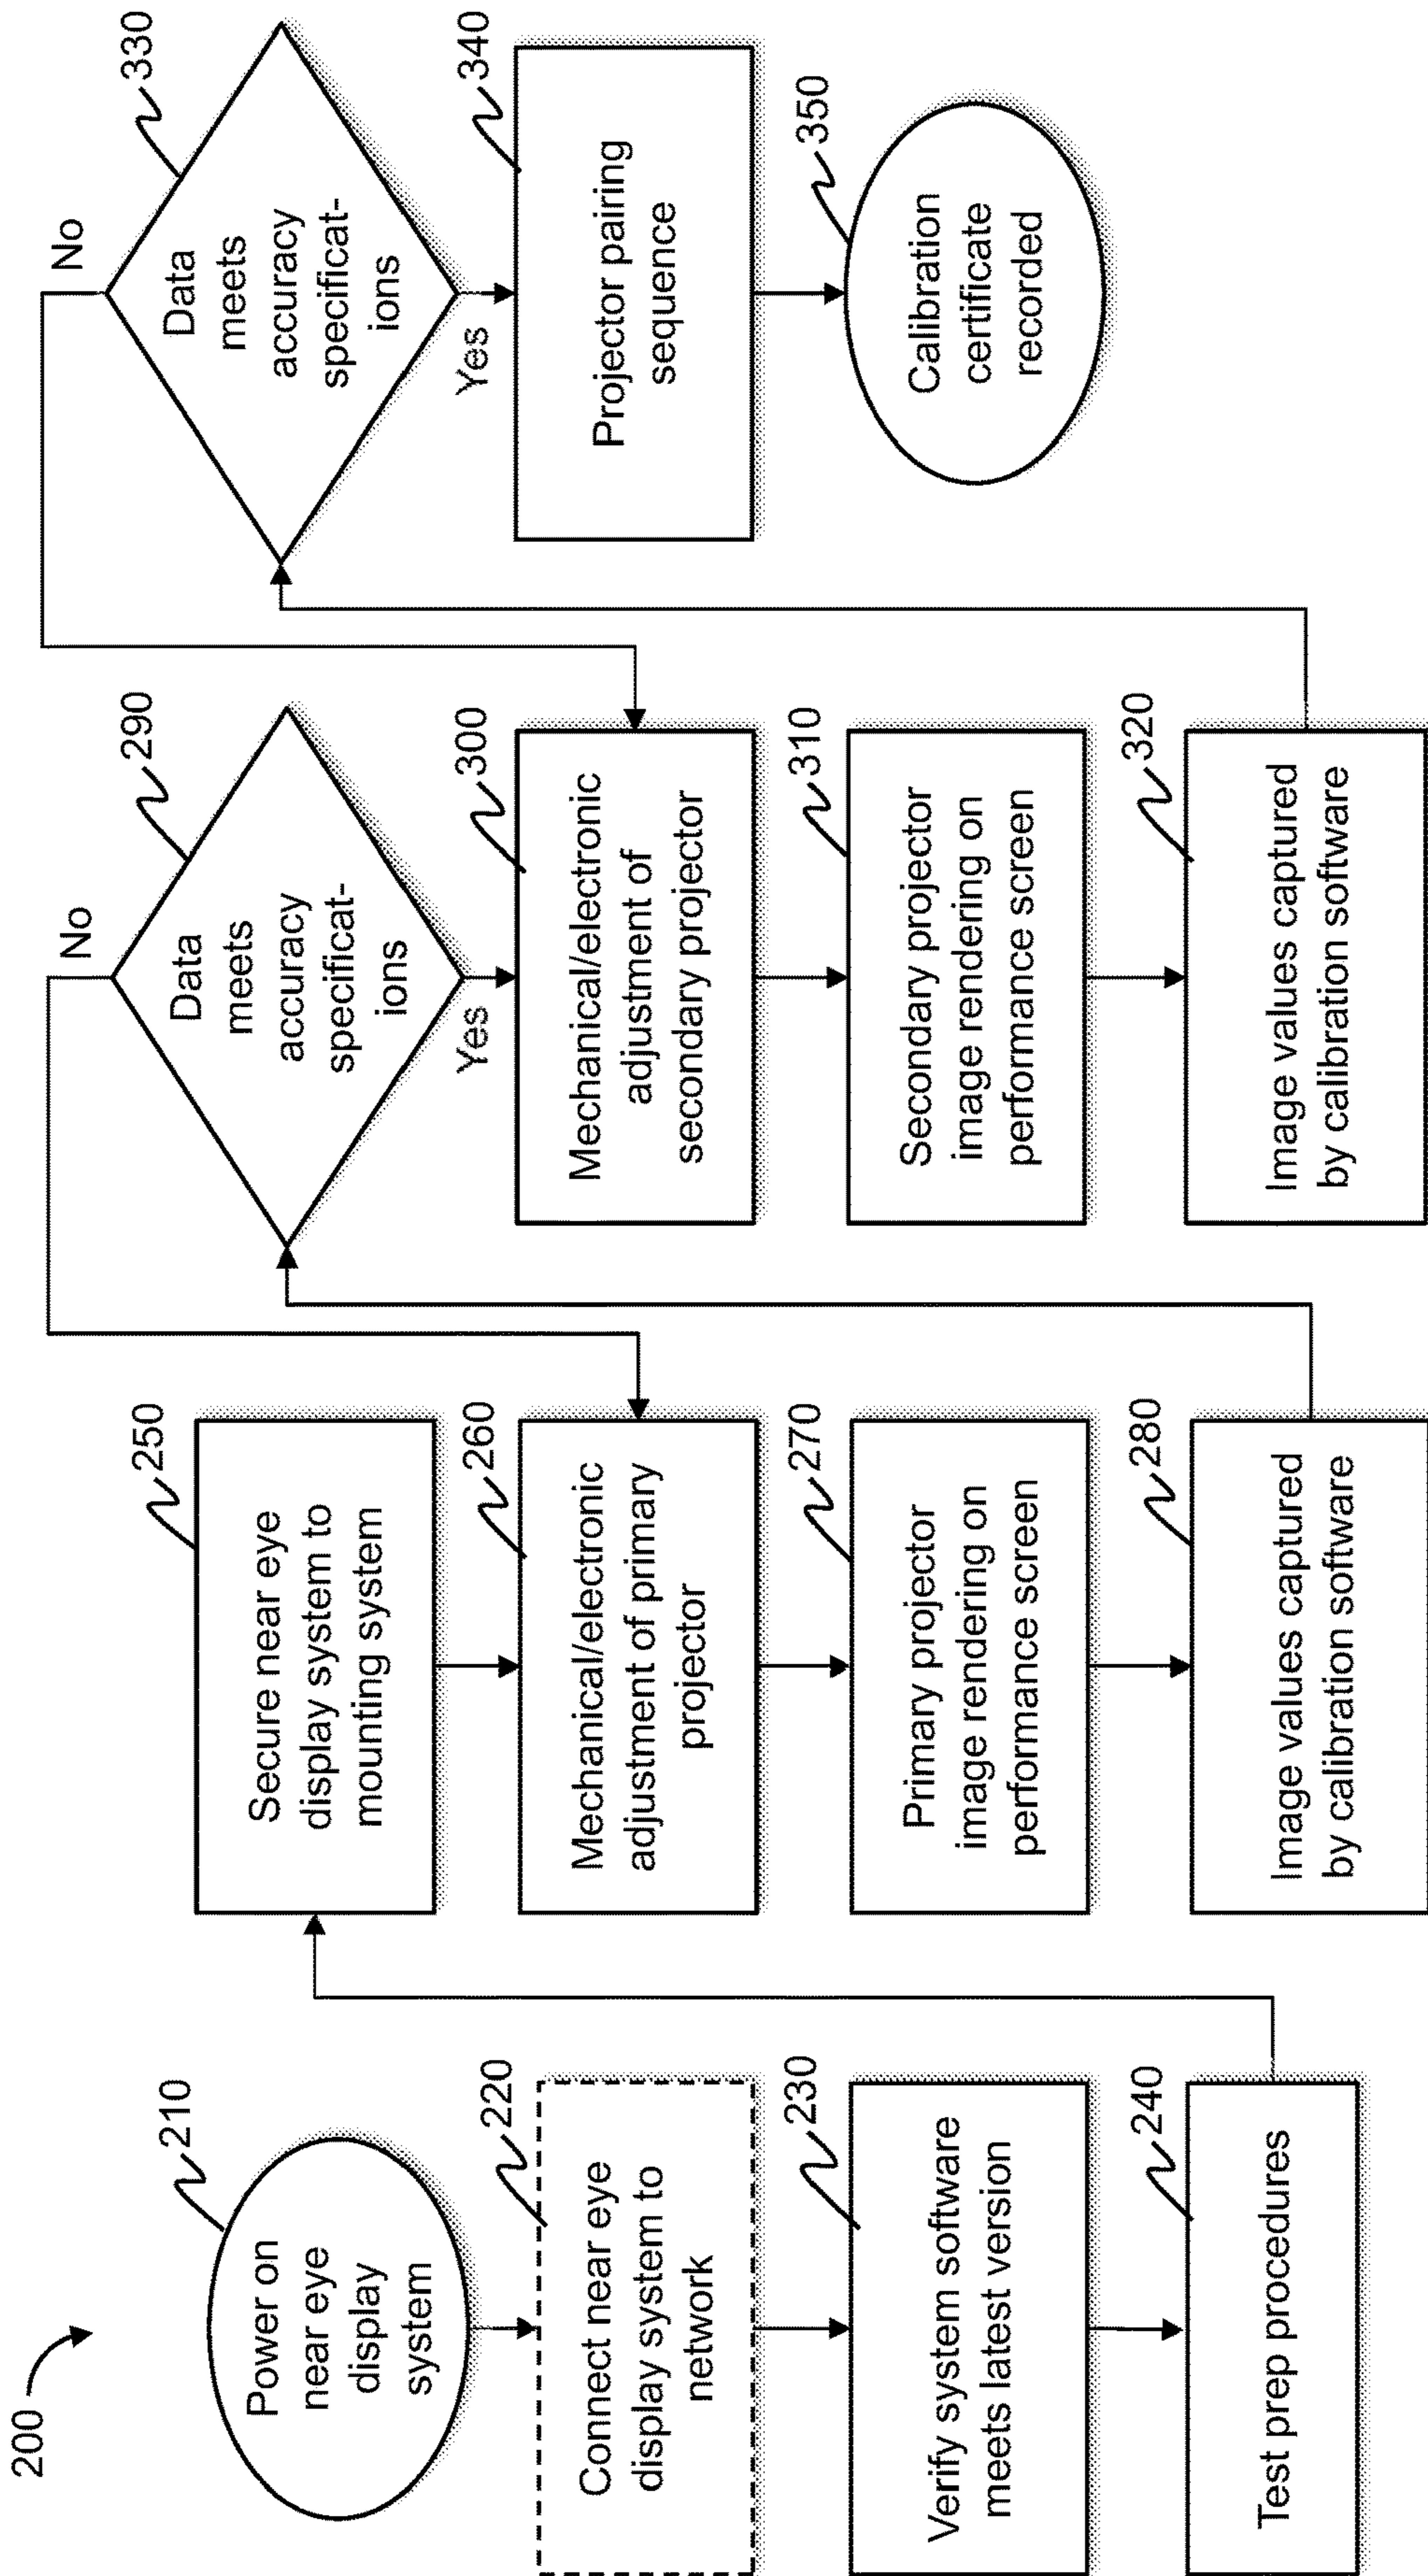 200
210
Power on
near eye
display
system
220
Connect near eye
display system to
network
230
Verify system software
meets latest version
240
Test prep procedures
250
Secure near eye
display system to
mounting system
260
Mechanical/electronic
adjustment of primary
projector
270
Primary projector
image rendering on
performance screen
280
Image values captured
by calibration software
290
No
Data
meets
accuracy
specificat-
ions
Yes
300
Mechanical/electronic
adjustment of
secondary projector
310
Secondary projector
image rendering on
performance screen
320
Image values captured
by calibration software
330
No
Data
meets
accuracy
specificat-
ions
Yes
340
Projector pairing
sequence
350
Calibration
certificate
recorded